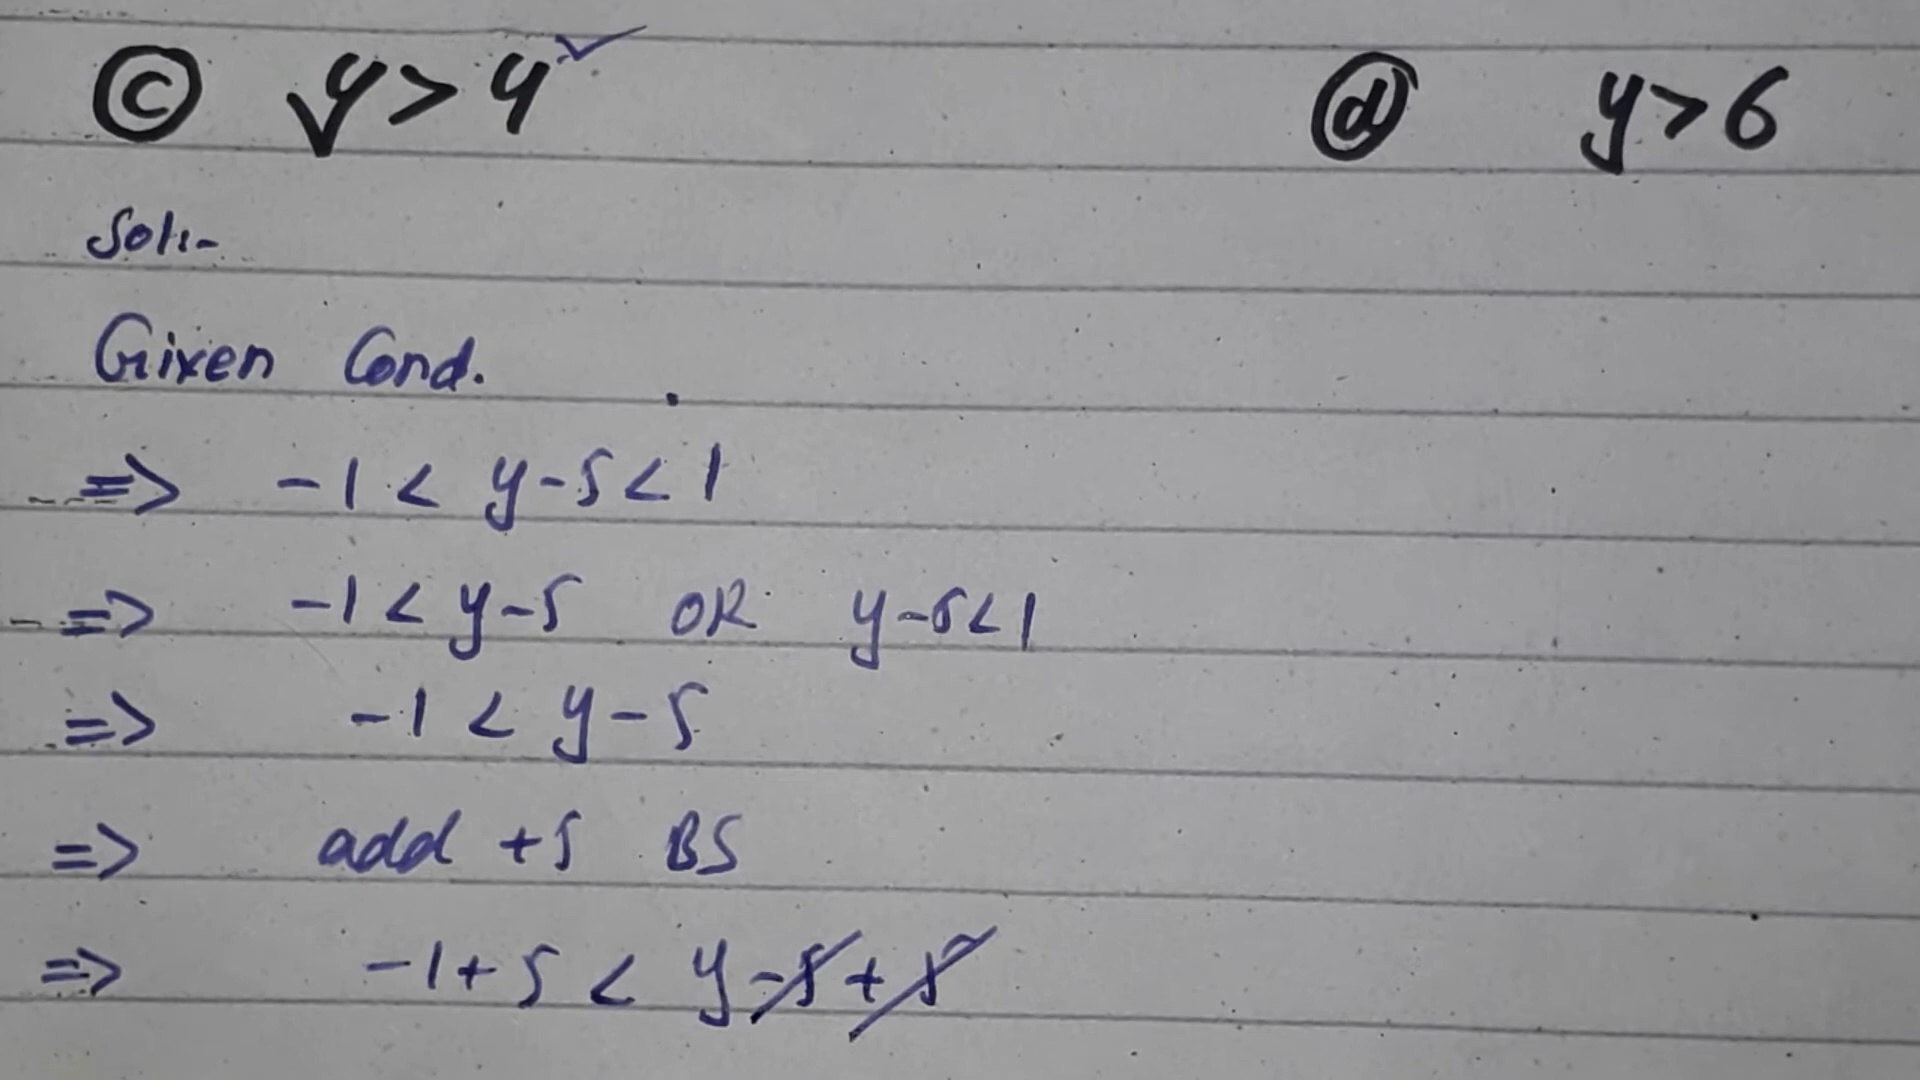 ⓒ y > 4 ✓ ⓓ y > 6
Sol:-
Given Cond.
=> -1 < y - 5 < 1
=> -1 < y - 5 OR y - 5 < 1
=> -1 < y - 5
=> add +5 BS
=> -1 + 5 < y - 5 + 5